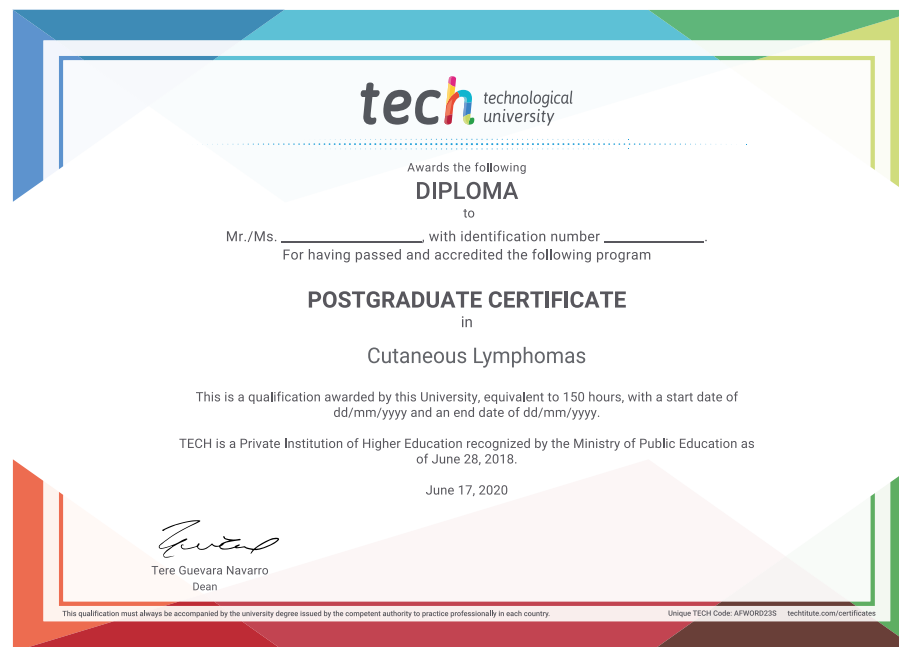 tech technological
university
Awards the following
DIPLOMA
to
Mr./Ms. ____________, with identification number ____________.
For having passed and accredited the following program
POSTGRADUATE CERTIFICATE
in
Cutaneous Lymphomas
This is a qualification awarded by this University, equivalent to 150 hours, with a start date of
dd/mm/yyyy and an end date of dd/mm/yyyy.
TECH is a Private Institution of Higher Education recognized by the Ministry of Public Education as
of June 28, 2018.
June 17, 2020
Tere Guevara Navarro
Dean
This qualification must always be accompanied by the university degree issued by the competent authority to practice professionally in each country. Unique TECH Code: AFWORD23S techtitute.com/certificates